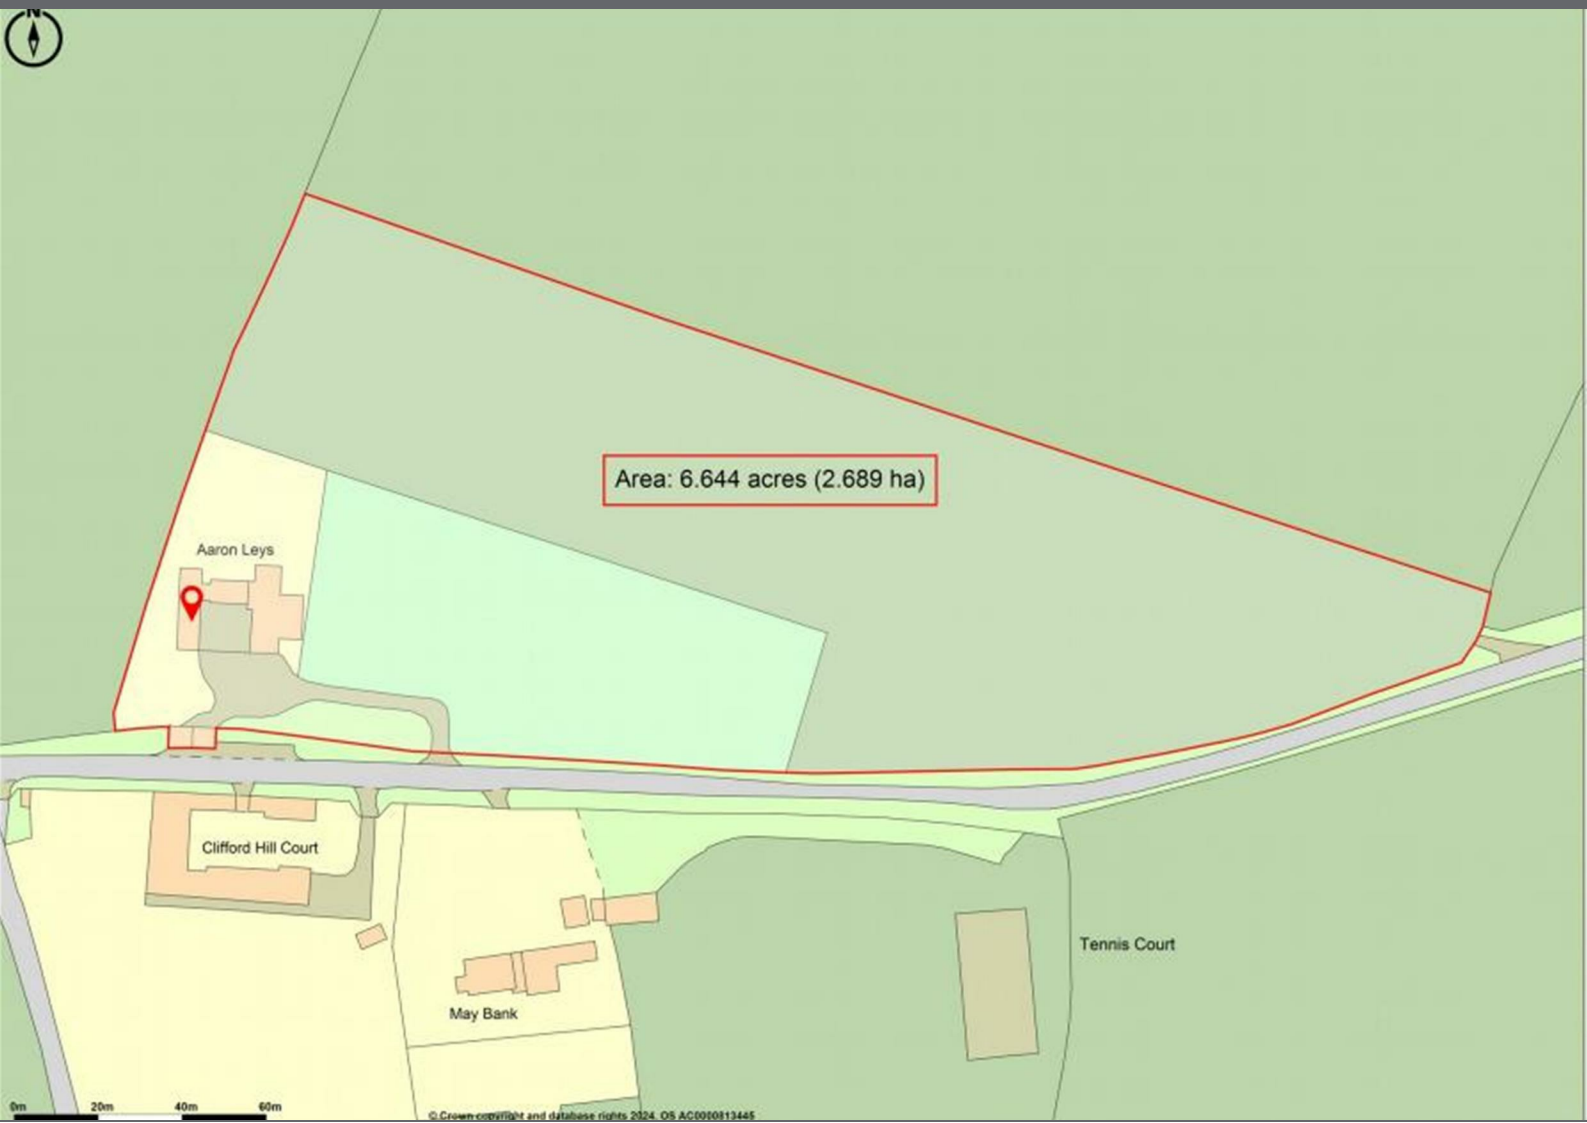 N
Area: 6.644 acres (2.689 ha)
Aaron Leys
Clifford Hill Court
Tennis Court
May Bank
0m 20m 40m 60m
© Crown copyright and database rights 2024. OS AC0000813445